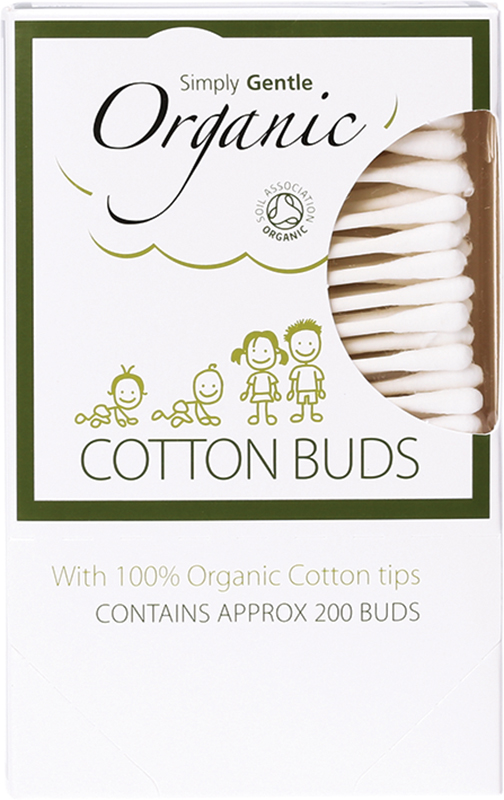 Simply Gentle
Organic
SOIL ASSOCIATION
ORGANIC
COTTON BUDS
With 100% Organic Cotton tips
CONTAINS APPROX 200 BUDS